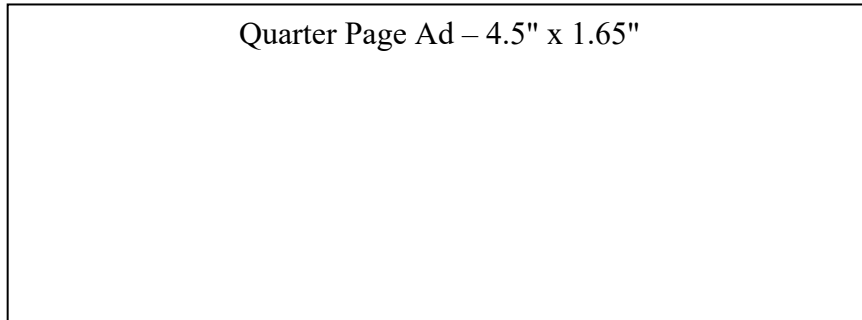 Quarter Page Ad – 4.5" x 1.65"